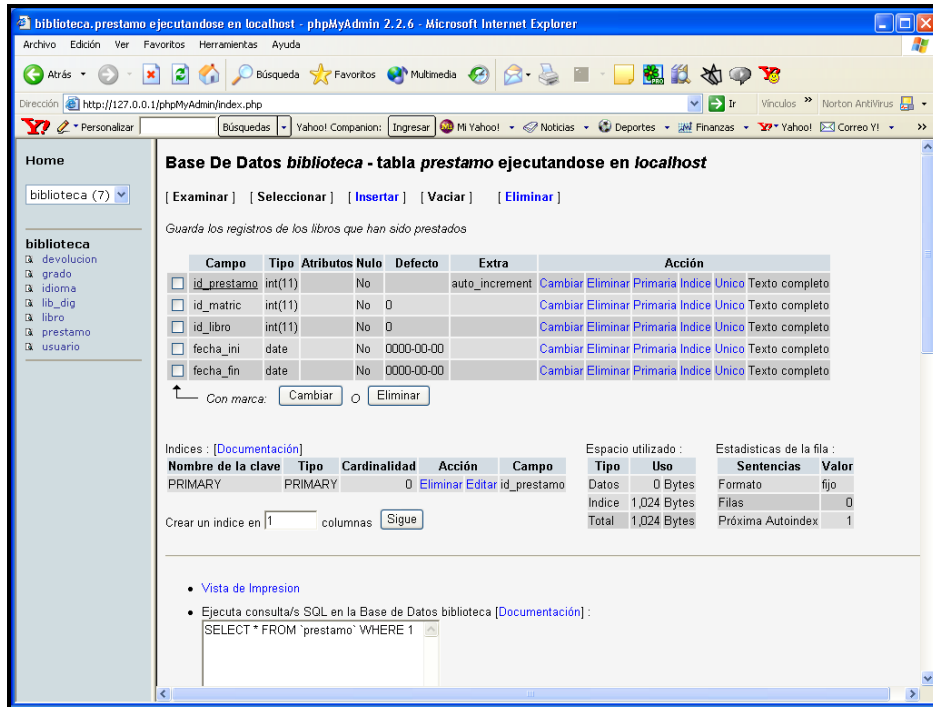 biblioteca.prestamo ejecutandose en localhost - phpMyAdmin 2.2.6 - Microsoft Internet Explorer
Archivo Edición Ver Favoritos Herramientas Ayuda
Atrás Búsqueda Favoritos Multimedia
Dirección http://127.0.0.1/phpMyAdmin/index.php Ir Vínculos » Norton AntiVirus
Y! Personalizar Búsquedas Yahoo! Companion: Ingresar Mi Yahoo! Noticias Deportes Finanzas Y! Yahoo! Correo Y! »
Home
biblioteca (7)
biblioteca
devolucion
grado
idioma
lib_dig
libro
prestamo
usuario
Base De Datos biblioteca - tabla prestamo ejecutandose en localhost
[ Examinar ] [ Seleccionar ] [ Insertar ] [ Vaciar ] [ Eliminar ]
Guarda los registros de los libros que han sido prestados
Campo Tipo Atributos Nulo Defecto Extra Acción
id_prestamo int(11) No auto_increment Cambiar Eliminar Primaria Indice Unico Texto completo
id_matric int(11) No 0 Cambiar Eliminar Primaria Indice Unico Texto completo
id_libro int(11) No 0 Cambiar Eliminar Primaria Indice Unico Texto completo
fecha_ini date No 0000-00-00 Cambiar Eliminar Primaria Indice Unico Texto completo
fecha_fin date No 0000-00-00 Cambiar Eliminar Primaria Indice Unico Texto completo
Con marca: Cambiar O Eliminar
Indices : [Documentación]
Nombre de la clave Tipo Cardinalidad Acción Campo
PRIMARY PRIMARY 0 Eliminar Editar id_prestamo
Crear un indice en 1 columnas Sigue
Espacio utilizado :
Tipo Uso
Datos 0 Bytes
Indice 1,024 Bytes
Total 1,024 Bytes
Estadisticas de la fila :
Sentencias Valor
Formato fijo
Filas 0
Próxima Autoindex 1
Vista de Impresion
Ejecuta consulta/s SQL en la Base de Datos biblioteca [Documentación] :
SELECT * FROM `prestamo` WHERE 1